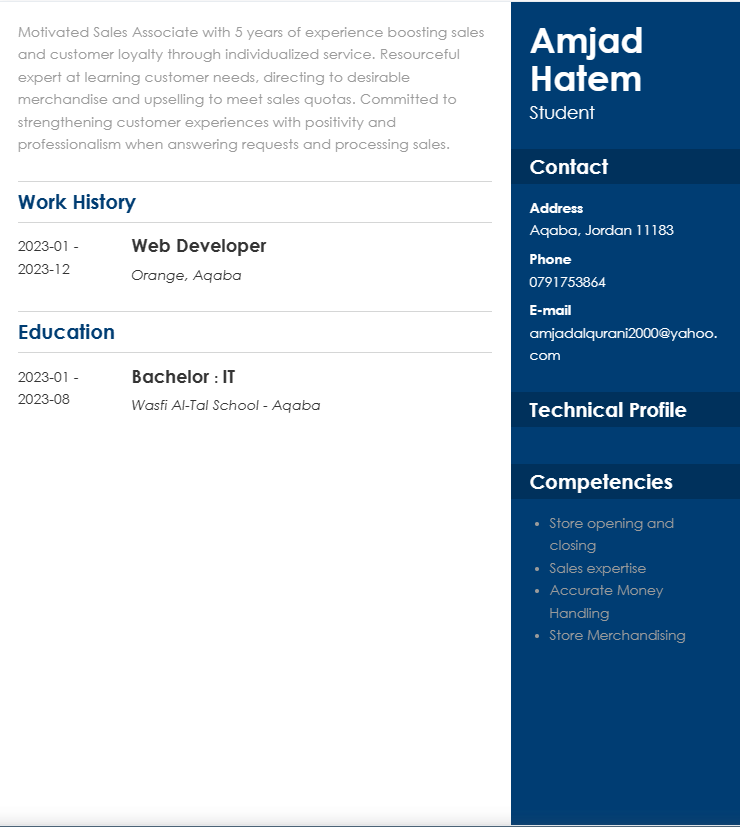 Motivated Sales Associate with 5 years of experience boosting sales
and customer loyalty through individualized service. Resourceful
expert at learning customer needs, directing to desirable
merchandise and upselling to meet sales quotas. Committed to
strengthening customer experiences with positivity and
professionalism when answering requests and processing sales.
Work History
2023-01 -
2023-12
Web Developer
Orange, Aqaba
Education
2023-01 -
2023-08
Bachelor : IT
Wasfi Al-Tal School - Aqaba
Amjad
Hatem
Student
Contact
Address
Aqaba, Jordan 11183
Phone
0791753864
E-mail
amjadalqurani2000@yahoo.
com
Technical Profile
Competencies
• Store opening and
closing
• Sales expertise
• Accurate Money
Handling
• Store Merchandising